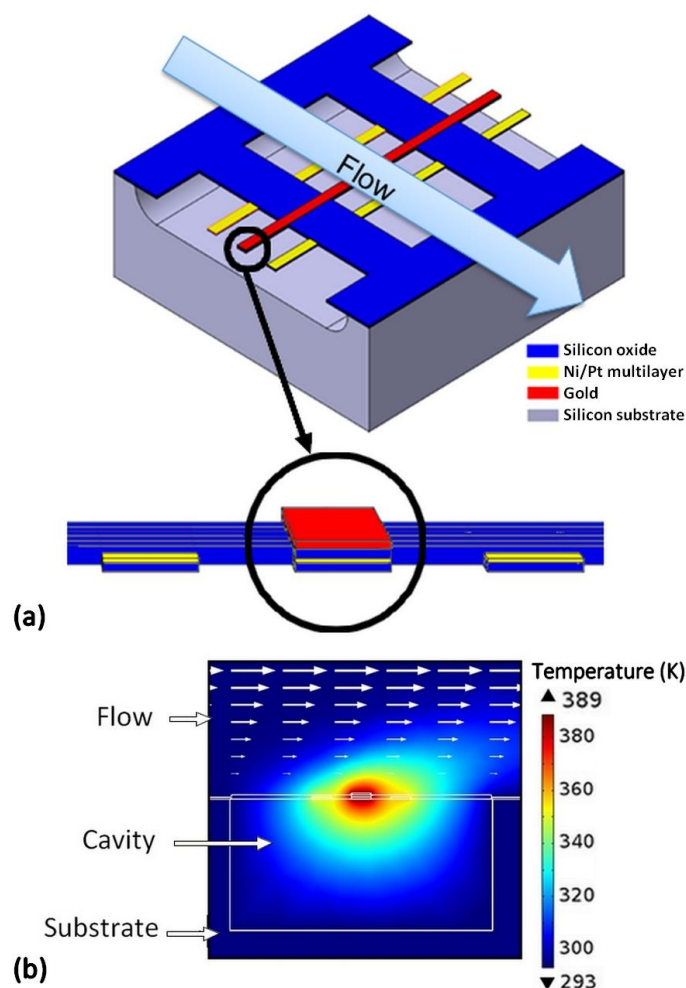 Flow
Silicon oxide
Ni/Pt multilayer
Gold
Silicon substrate
(a)
Temperature (K)
Flow
389
380
Cavity
360
340
320
Substrate
300
(b)
293